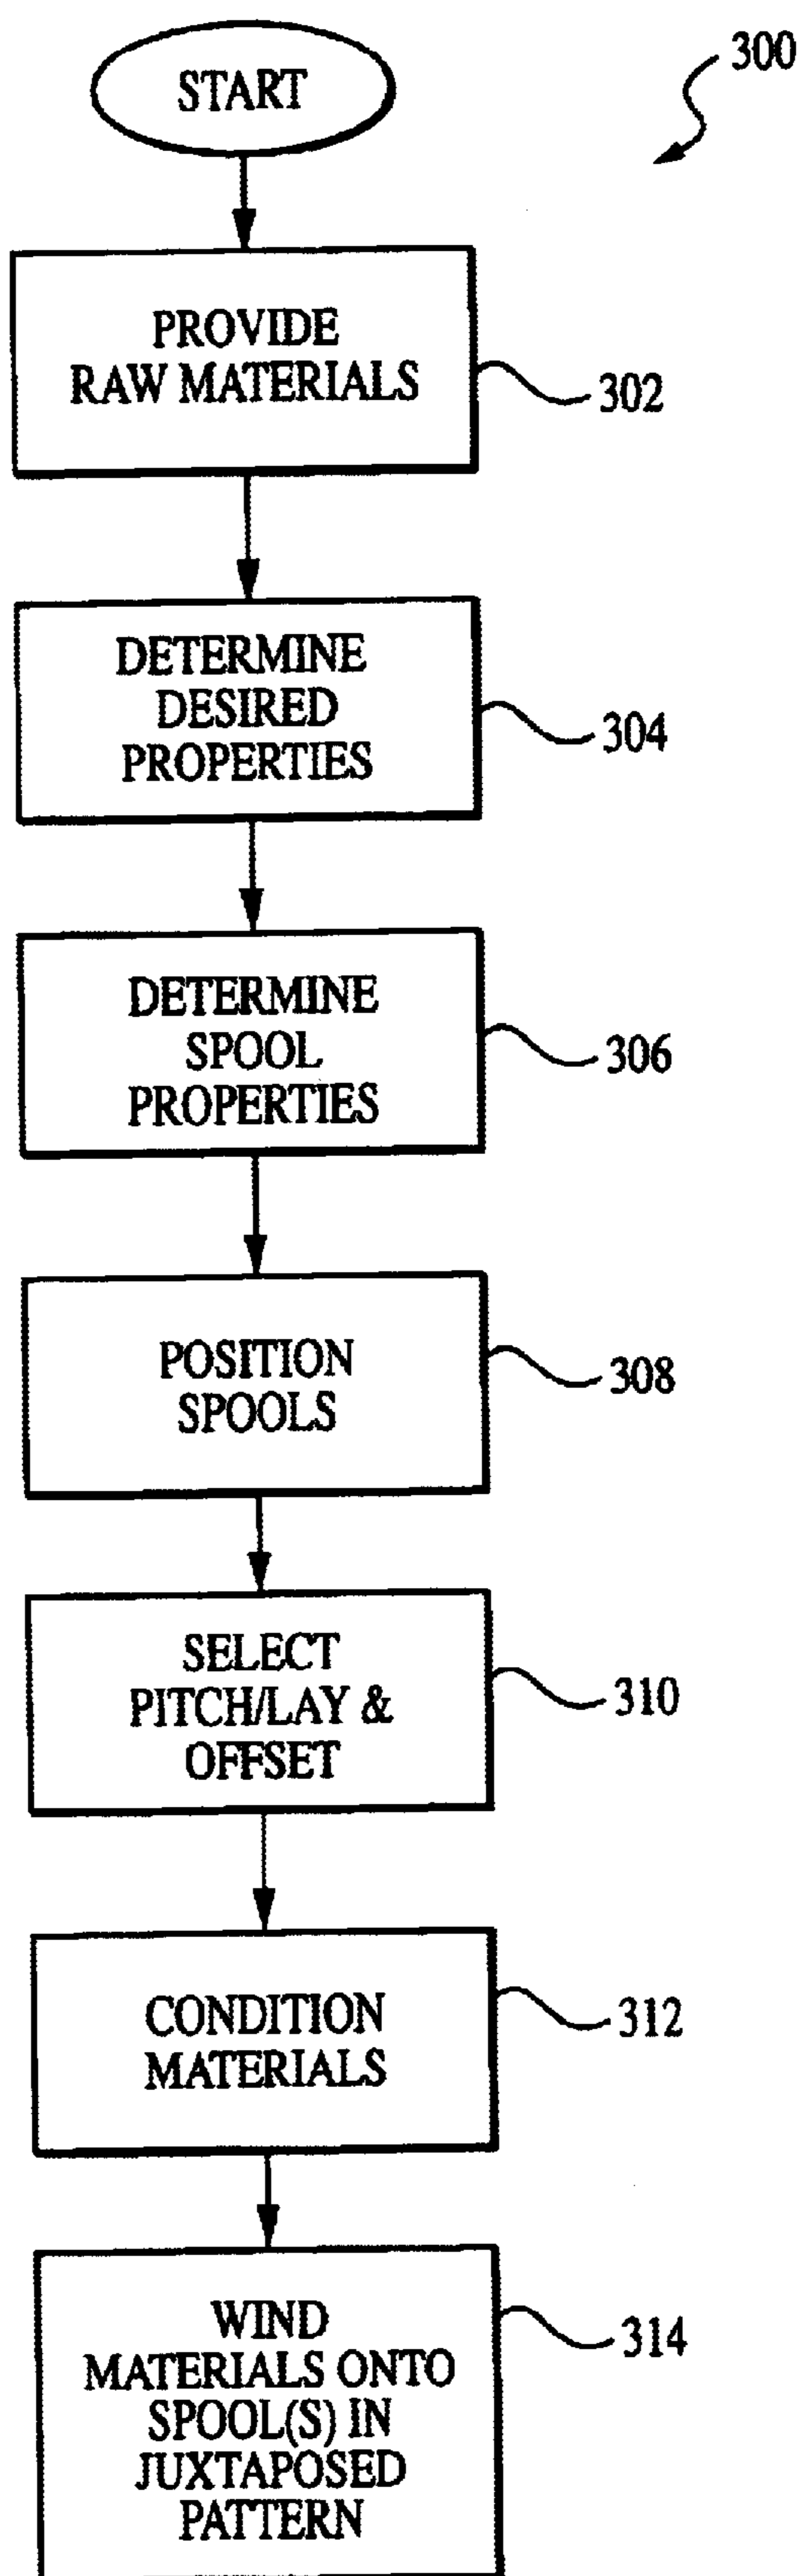 START
300
PROVIDE
RAW MATERIALS
302
DETERMINE
DESIRED
PROPERTIES
304
DETERMINE
SPOOL
PROPERTIES
306
POSITION
SPOOLS
308
SELECT
PITCH/LAY &
OFFSET
310
CONDITION
MATERIALS
312
WIND
MATERIALS ONTO
SPOOL(S) IN
JUXTAPOSED
PATTERN
314